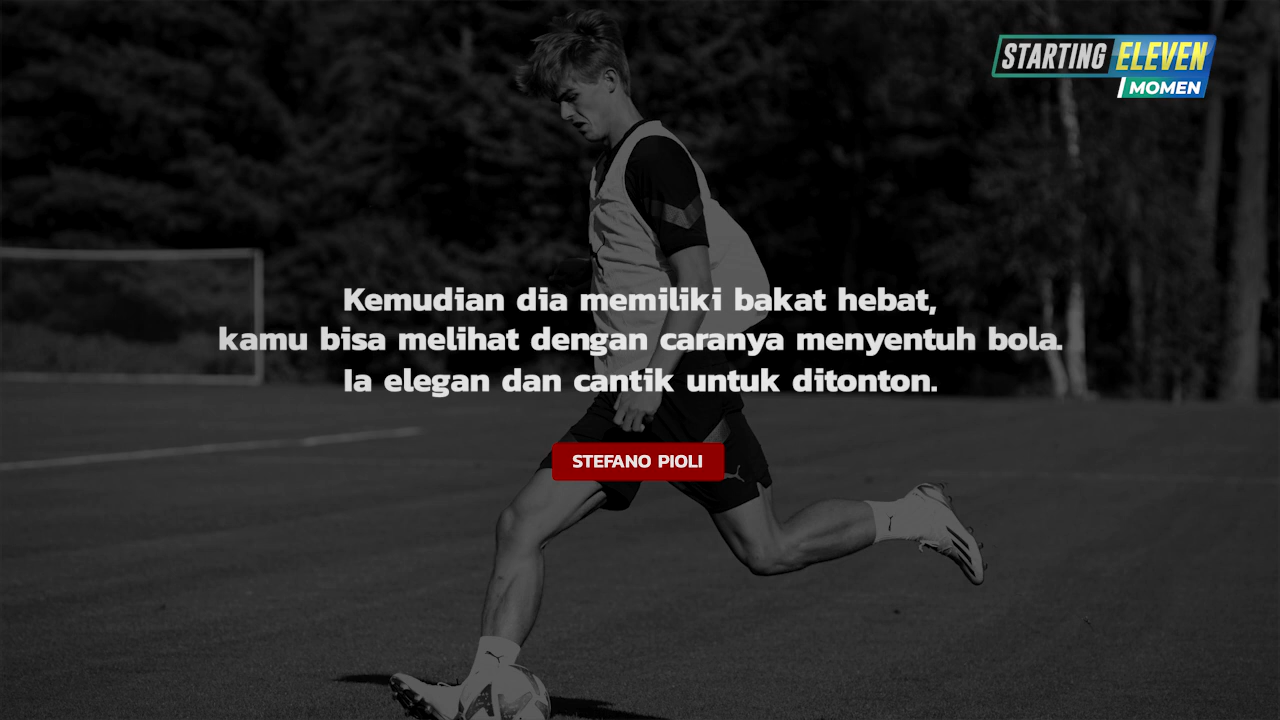 STARTING ELEVEN
MOMEN
Kemudian dia memiliki bakat hebat,
kamu bisa melihat dengan caranya menyentuh bola.
Ia elegan dan cantik untuk ditonton.
STEFANO PIOLI